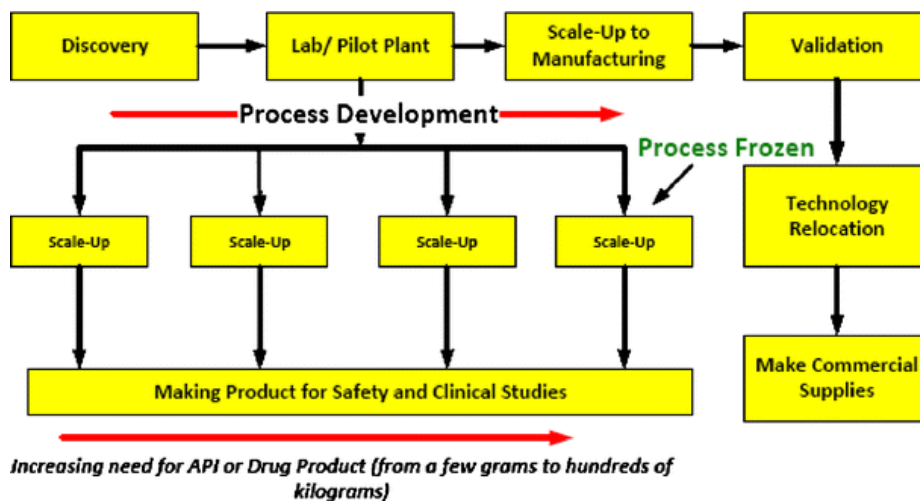 Discovery
Lab/ Pilot Plant
Scale-Up to
Manufacturing
Validation
Process Development
Process Frozen
Technology
Relocation
Scale-Up
Scale-Up
Scale-Up
Scale-Up
Make Commercial
Supplies
Making Product for Safety and Clinical Studies
Increasing need for API or Drug Product (from a few grams to hundreds of
kilograms)